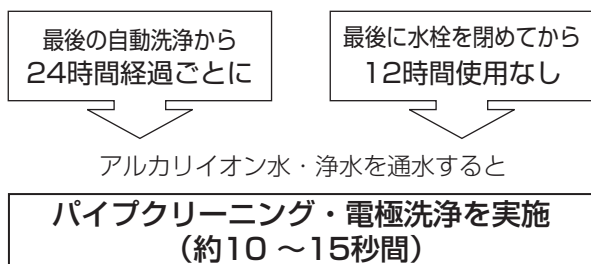 最後の自動洗浄から
24時間経過ごとに
最後に水栓を閉めてから
12時間使用なし
アルカリイオン水・浄水を通水すると
パイプクリーニング・電極洗浄を実施
（約10 ～15秒間）